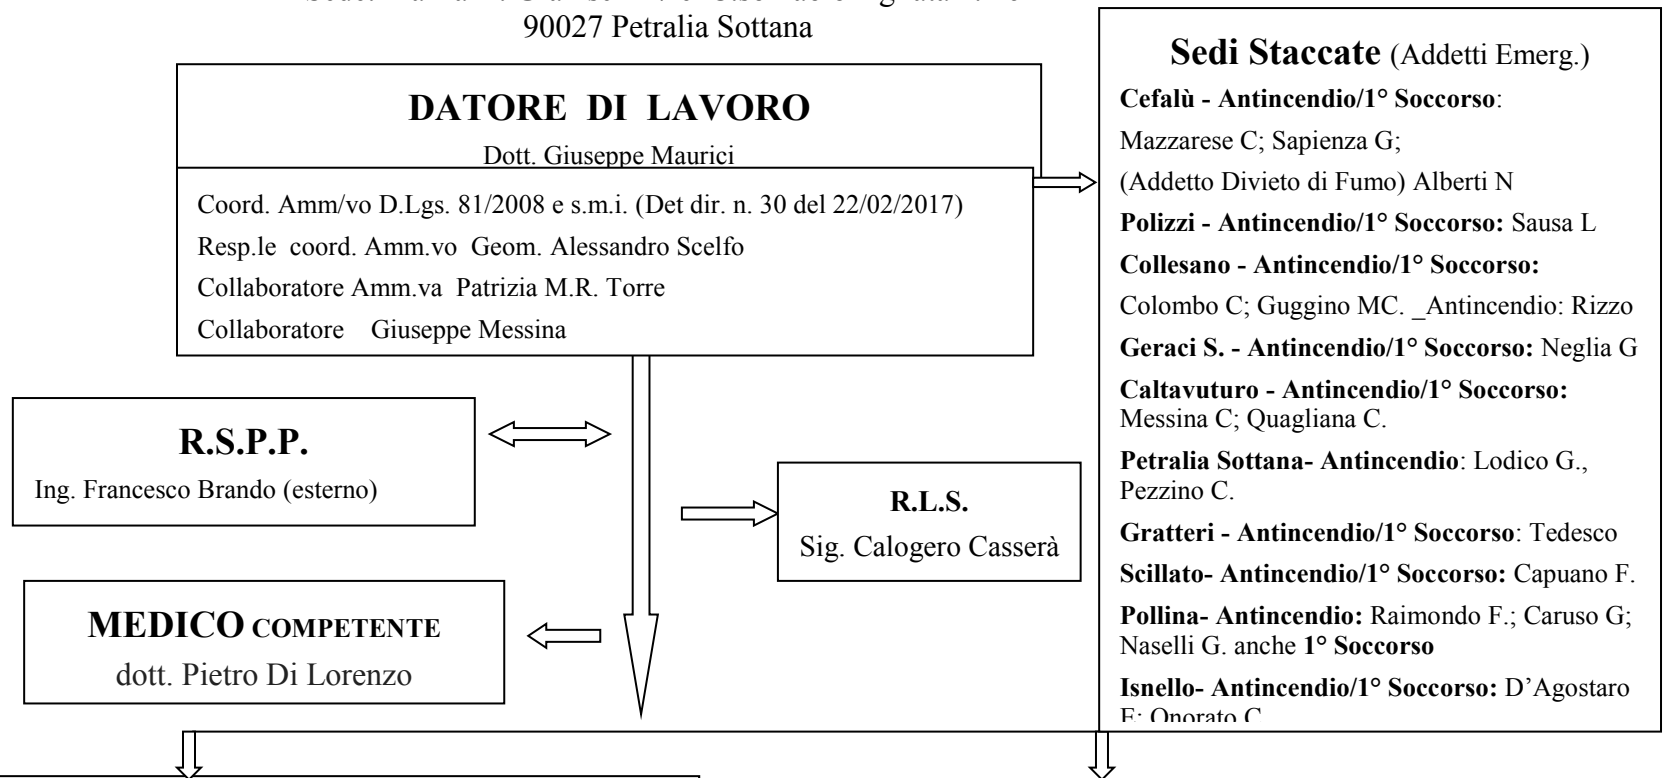 90027 Petralia Sottana
DATORE DI LAVORO
Dott. Giuseppe Maurici
Coord. Amm/vo D.Lgs. 81/2008 e s.m.i. (Det dir. n. 30 del 22/02/2017)
Resp.le coord. Amm.vo Geom. Alessandro Scelfo
Collaboratore Amm.va Patrizia M.R. Torre
Collaboratore Giuseppe Messina
R.S.P.P.
Ing. Francesco Brando (esterno)
R.L.S.
Sig. Calogero Casserà
MEDICO COMPETENTE
dott. Pietro Di Lorenzo
Sedi Staccate (Addetti Emerg.)
Cefalù - Antincendio/1° Soccorso:
Mazzarese C; Sapienza G;
(Addetto Divieto di Fumo) Alberti N
Polizzi - Antincendio/1° Soccorso: Sausa L
Collesano - Antincendio/1° Soccorso:
Colombo C; Guggino MC. _Antincendio: Rizzo
Geraci S. - Antincendio/1° Soccorso: Neglia G
Caltavuturo - Antincendio/1° Soccorso:
Messina C; Quagliana C.
Petralia Sottana- Antincendio: Lodico G.,
Pezzino C.
Gratteri - Antincendio/1° Soccorso: Tedesco
Scillato- Antincendio/1° Soccorso: Capuano F.
Pollina- Antincendio: Raimondo F.; Caruso G;
Naselli G. anche 1° Soccorso
Isnello- Antincendio/1° Soccorso: D’Agostaro
Onorato C